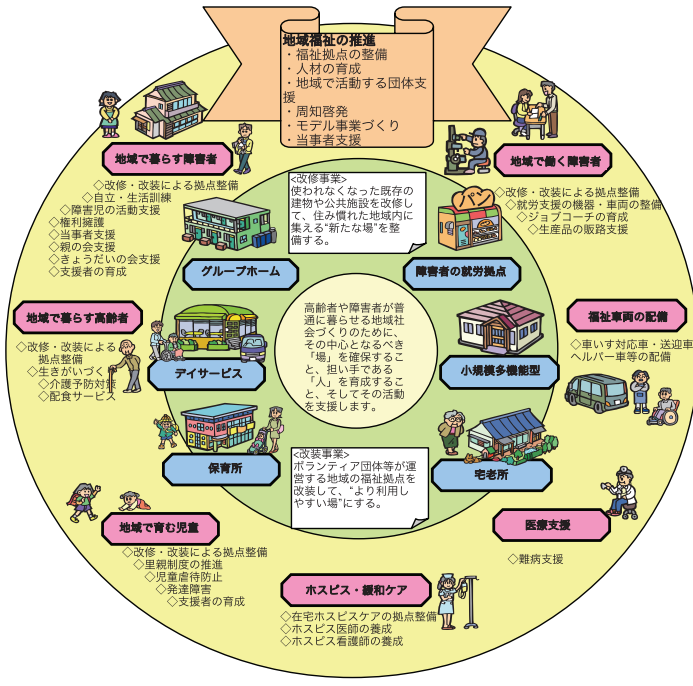 地域福祉の推進
・福祉拠点の整備
・人材の育成
・地域で活動する団体支
援
・周知啓発
・モデル事業づくり
・当事者支援
地域で暮らす障害者
◇改修・改装による拠点整備
◇自立・生活訓練
◇障害児の活動支援
◇権利擁護
◇当事者支援
◇親の会支援
◇きょうだいの会支援
◇支援者の育成
<改修事業>
使われなくなった既存の
建物や公共施設を改修し
て、住み慣れた地域内に
集える“新たな場”を整
備する。
地域で働く障害者
◇改修・改装による拠点整備
◇就労支援の機器・車両の整備
◇ジョブコーチの育成
◇生産品の販路支援
パン
グループホーム
障害者の就労拠点
地域で暮らす高齢者
◇改修・改装による
拠点整備
◇生きがいづく
◇介護予防対策
◇配食サービス
デイサービス
高齢者や障害者が普
通に暮らせる地域社
会づくりのために、
その中心となるべき
「場」を確保するこ
と、担い手である
「人」を育成するこ
と、そしてその活動
を支援します。
小規模多機能型
福祉車両の配備
◇車いす対応車・送迎車
ヘルパー車等の配備
保育所
<改装事業>
ボランティア団体等が運
営する地域の福祉拠点を
改装して、“より利用し
やすい場”にする。
宅老所
地域で育む児童
◇改修・改装による拠点整備
◇里親制度の推進
◇児童虐待防止
◇発達障害
◇支援者の育成
医療支援
◇難病支援
ホスピス・緩和ケア
◇在宅ホスピスケアの拠点整備
◇ホスピス医師の養成
◇ホスピス看護師の養成